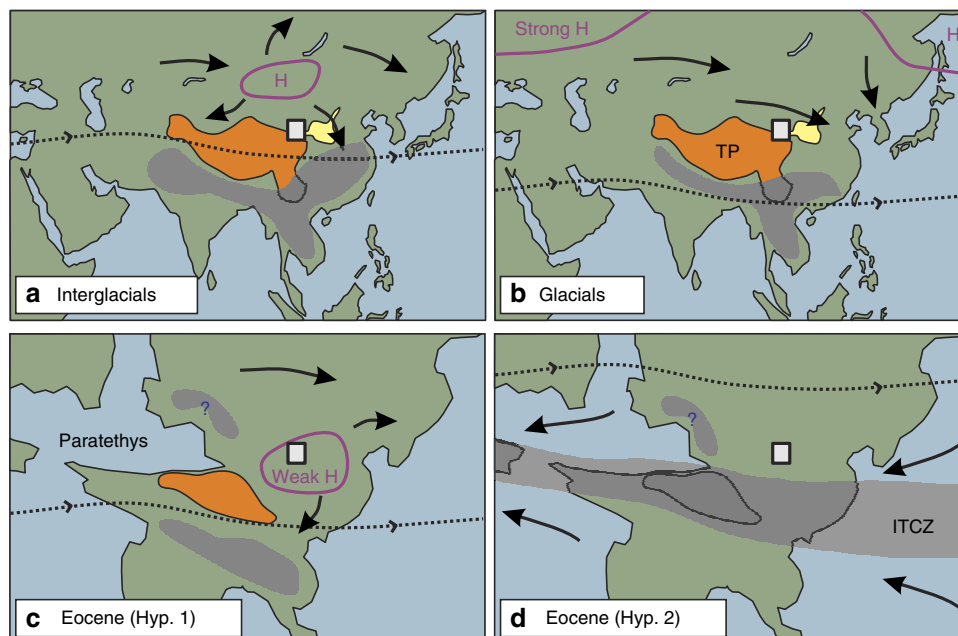 H
a Interglacials
Strong H
H
TP
b Glacials
?
Paratethys
Weak H
c Eocene (Hyp. 1)
?
ITCZ
d Eocene (Hyp. 2)